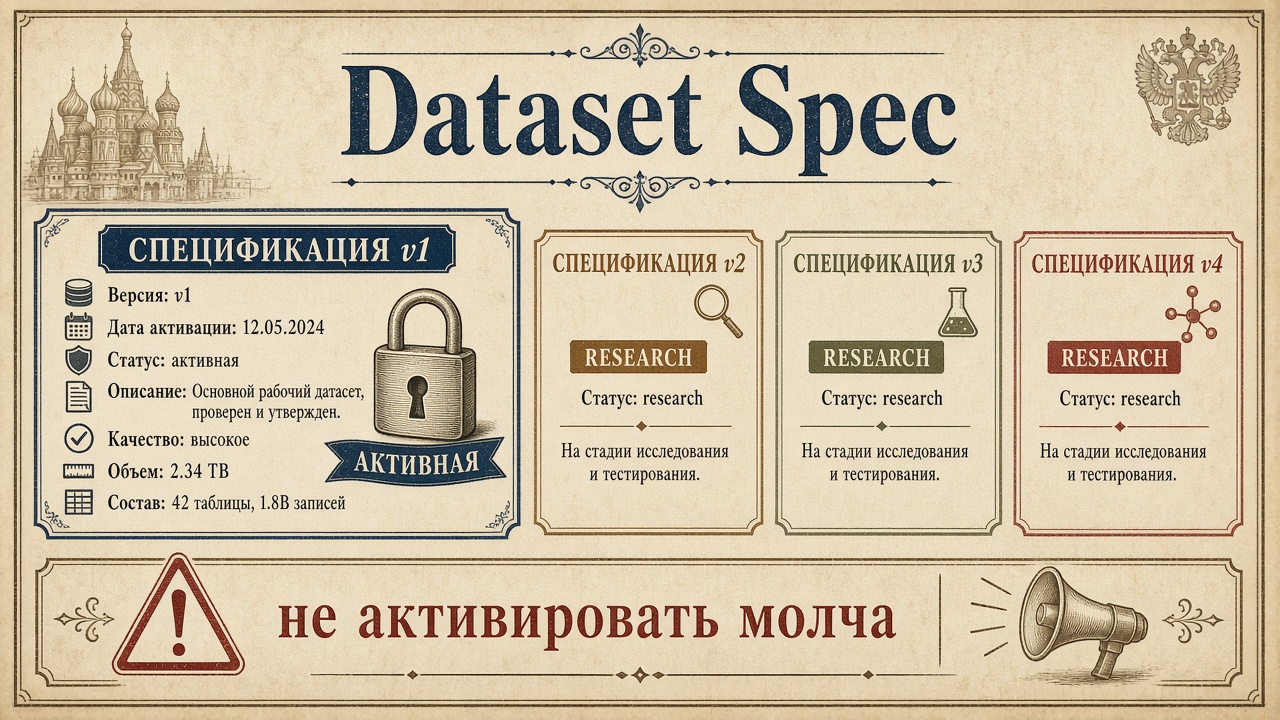 Dataset Spec
СПЕЦИФИКАЦИЯ v1
Версия: v1
Дата активации: 12.05.2024
Статус: активная
Описание: Основной рабочий датасет,
проверен и утвержден.
Качество: высокое
Объем: 2.34 TB
Состав: 42 таблицы, 1.8B записей
АКТИВНАЯ
СПЕЦИФИКАЦИЯ v2
RESEARCH
Статус: research
На стадии исследования
и тестирования.
СПЕЦИФИКАЦИЯ v3
RESEARCH
Статус: research
На стадии исследования
и тестирования.
СПЕЦИФИКАЦИЯ v4
RESEARCH
Статус: research
На стадии исследования
и тестирования.
не активировать молча